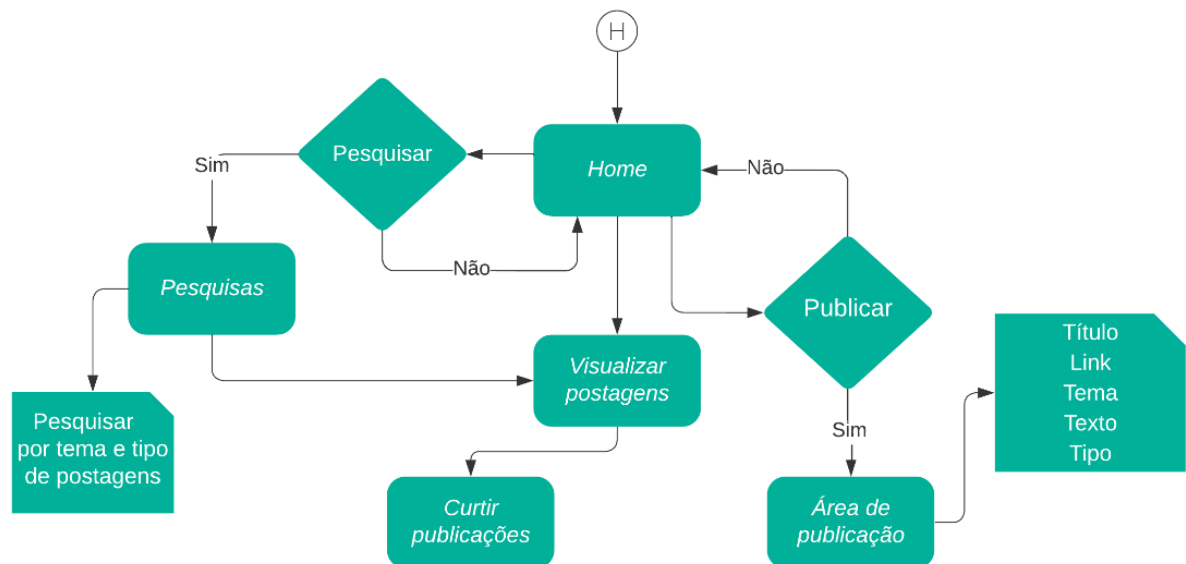 H
Pesquisar
Home
Não
Sim
Não
Pesquisas
Publicar
Título
Link
Tema
Texto
Tipo
Visualizar
postagens
Pesquisar
por tema e tipo
de postagens
Sim
Curtir
publicações
Área de
publicação